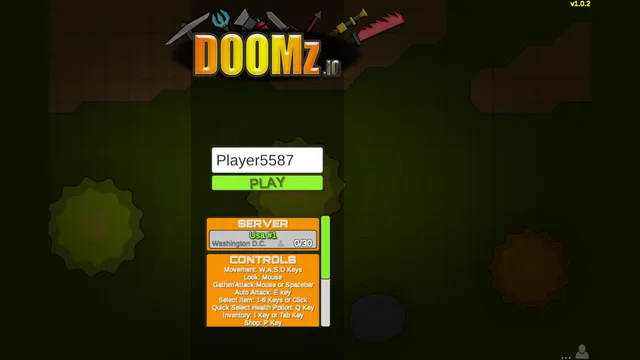 v1.0.2
DOOMz.io
Player5587
PLAY
SERVER
Usa #1
Washington D.C. 0/30
CONTROLS
Movement: W,A,S,D Keys
Look: Mouse
Gather/Attack:Mouse or Spacebar
Auto Attack: E key
Select Item: 1-6 Keys or Click
Quick Select Health Potion: Q Key
Inventory: I Key or Tab Key
Shop: P Key
...